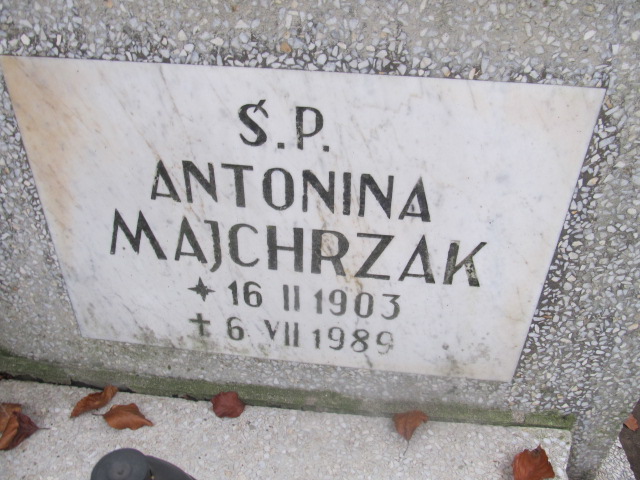 Ś.P.
ANTONINA
MAJCHRZAK
★ 16 II 1903
✝ 6 VII 1989